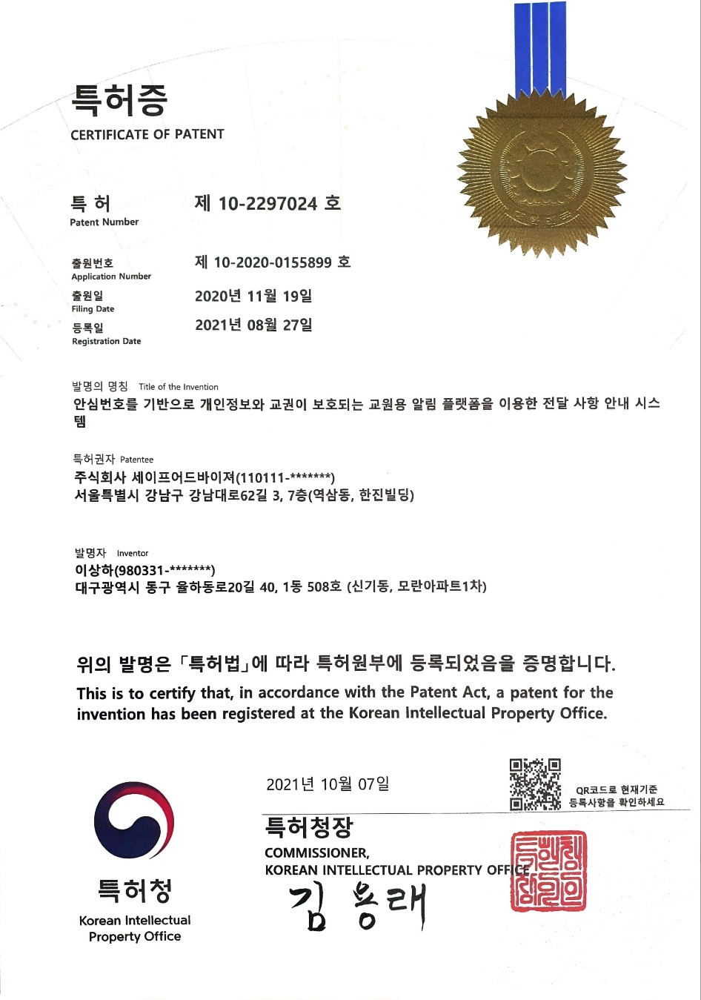 특허증
CERTIFICATE OF PATENT
특 허
Patent Number
제 10-2297024 호
출원번호
Application Number
제 10-2020-0155899 호
출원일
Filing Date
2020년 11월 19일
등록일
Registration Date
2021년 08월 27일
발명의 명칭 Title of the Invention
안심번호를 기반으로 개인정보와 교권이 보호되는 교원용 알림 플랫폼을 이용한 전달 사항 안내 시스
템
특허권자 Patentee
주식회사 세이프어드바이져(110111-*******)
서울특별시 강남구 강남대로62길 3, 7층(역삼동, 한진빌딩)
발명자 Inventor
이상하(980331-*******)
대구광역시 동구 율하동로20길 40, 1동 508호 (신기동, 모란아파트1차)
위의 발명은 「특허법」에 따라 특허원부에 등록되었음을 증명합니다.
This is to certify that, in accordance with the Patent Act, a patent for the
invention has been registered at the Korean Intellectual Property Office.
2021년 10월 07일
QR코드로 현재기준
등록사항을 확인하세요
특허청장
COMMISSIONER,
KOREAN INTELLECTUAL PROPERTY OFFICE
김용래
특허청
Korean Intellectual
Property Office